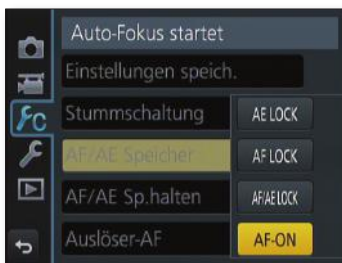 Auto-Fokus startet
Einstellungen speich.
Stummschaltung
AE LOCK
AF/AE Speicher
AF LOCK
AF/AE Sp.halten
AF/AE LOCK
Auslöser-AF
AF-ON